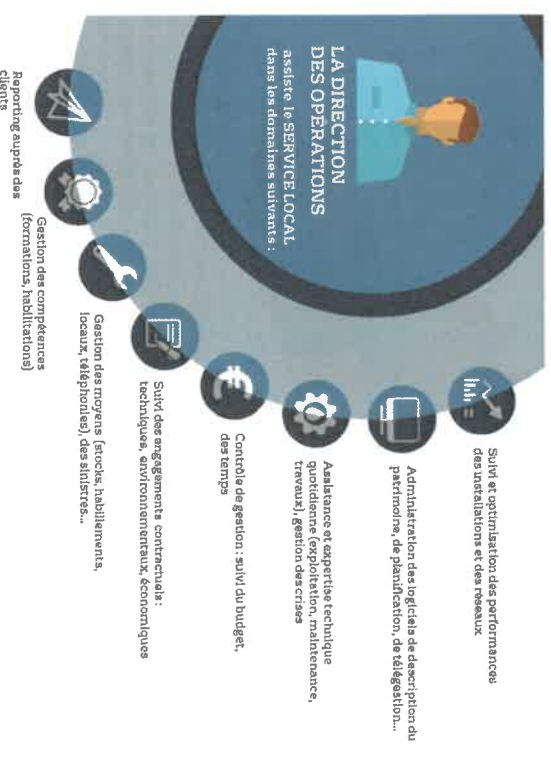 LA DIRECTION
DES OPÉRATIONS
assiste le SERVICE LOCAL
dans les domaines suivants :
Suivi et optimisation des performances
des installations et des réseaux
Administration des logiciels de description du
patrimoine, de planification, de télégestion...
Assistance et expertise technique
quotidienne (exploitation, maintenance,
travaux), gestion des crises
Contrôle de gestion : suivi du budget,
des temps
Suivi des engagements contractuels :
techniques, environnementaux, économiques
Gestion des moyens (stocks, habillements,
locaux, téléphonies), des sinistres...
Gestion des compétences
(formations, habilitations)
Reporting auprès des
clients